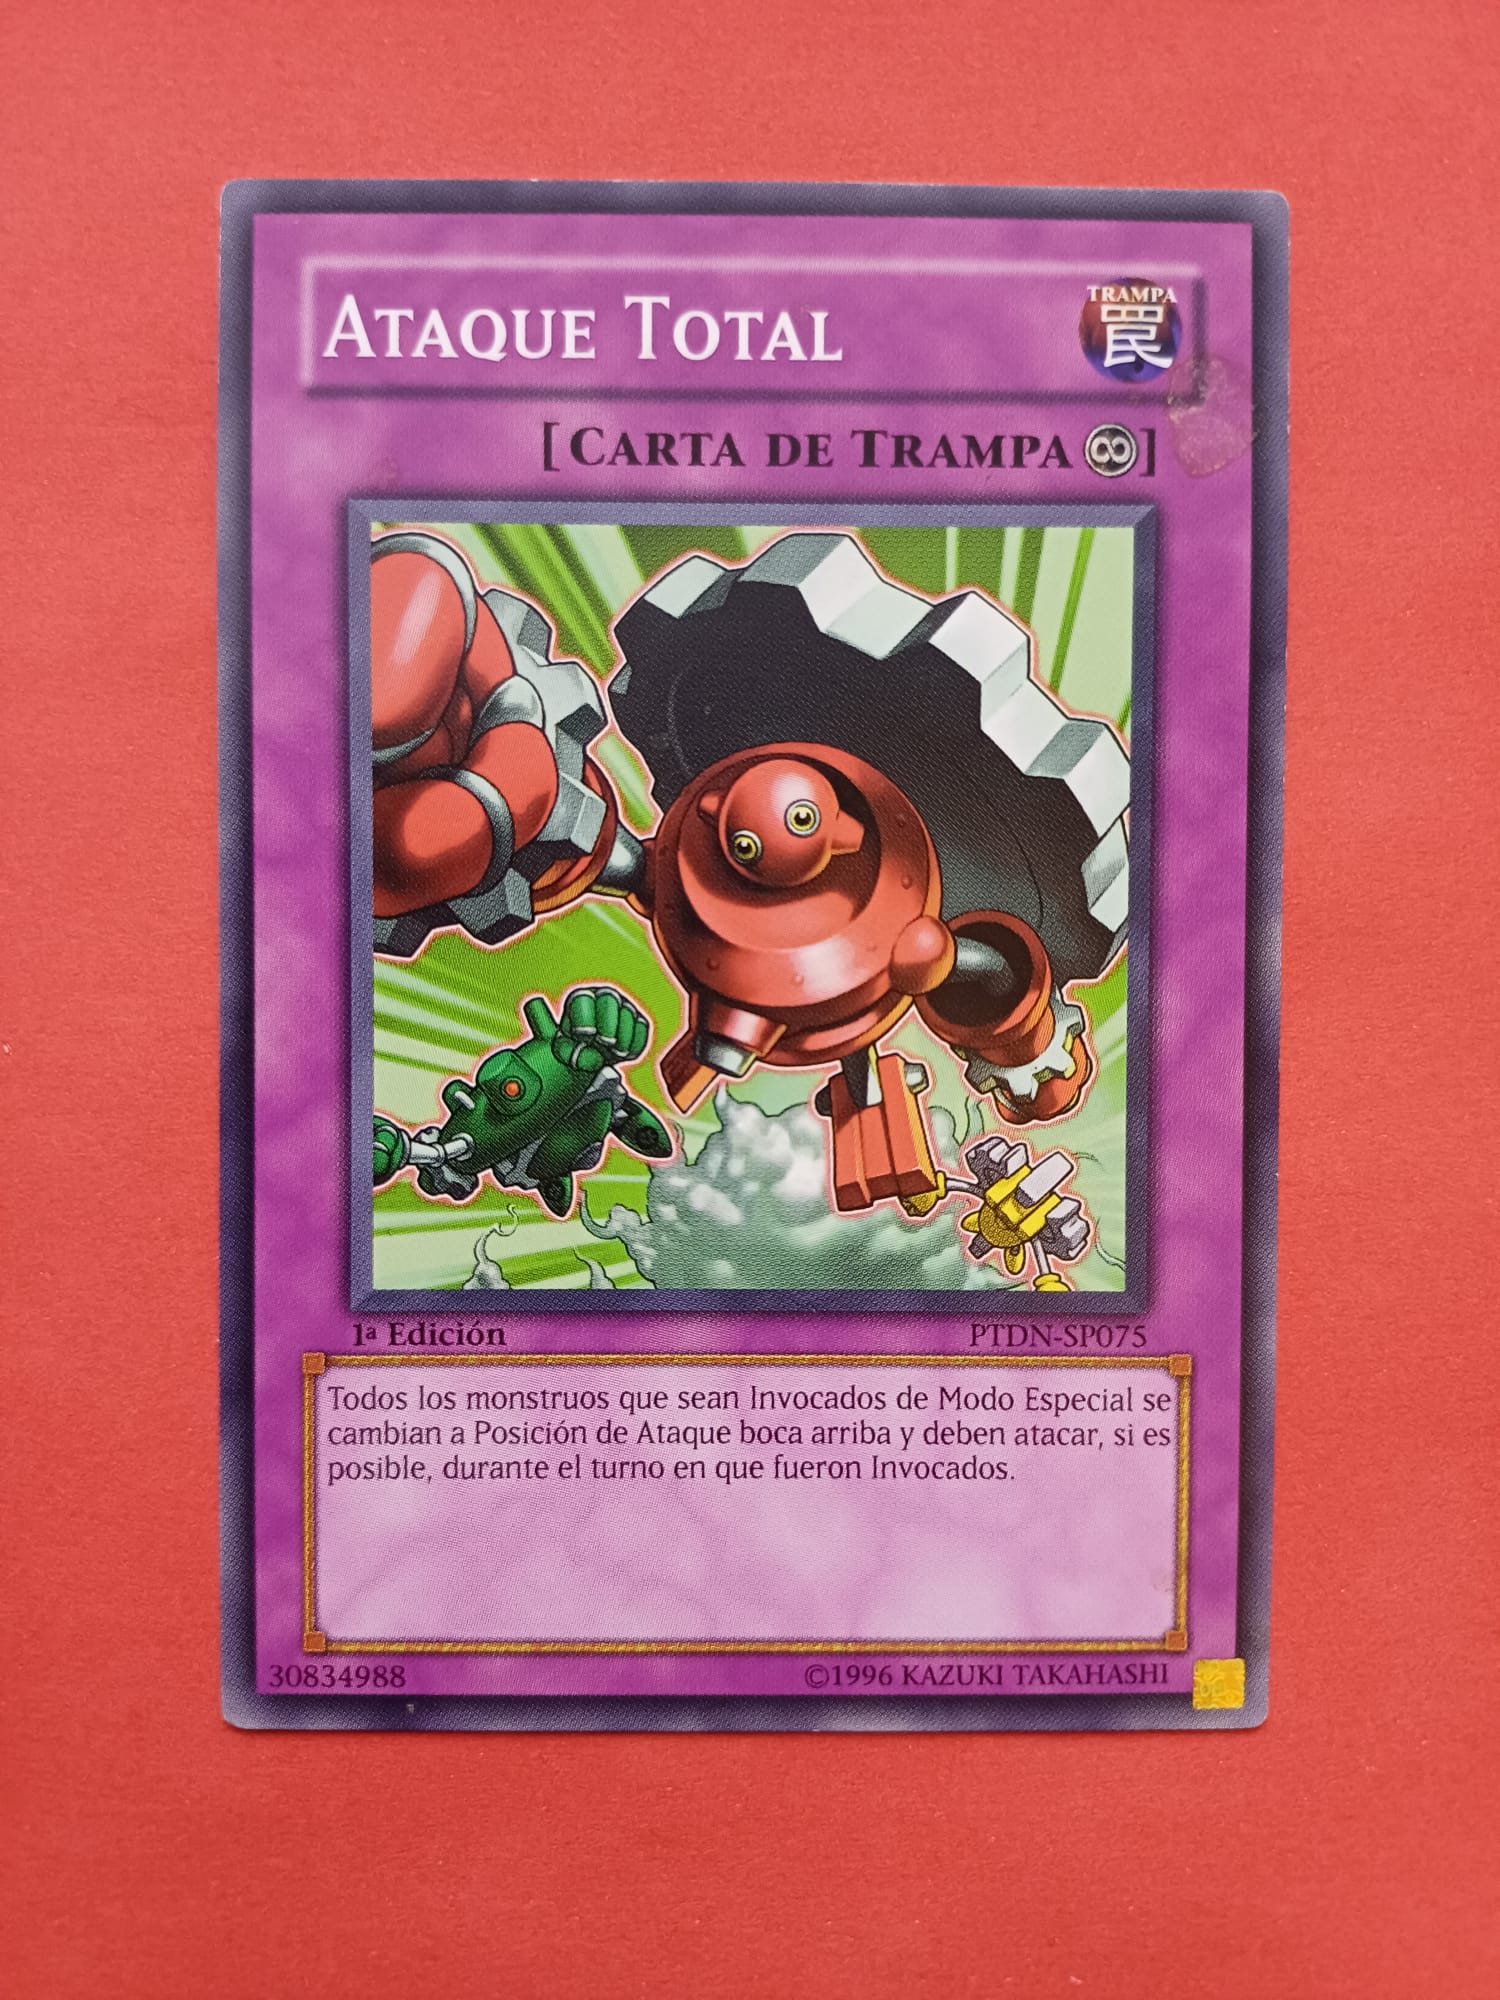 ATAQUE TOTAL
TRAMPA
罠
[CARTA DE TRAMPA ∞]
1ª Edición
PTDN-SP075
Todos los monstruos que sean Invocados de Modo Especial se
cambian a Posición de Ataque boca arriba y deben atacar, si es
posible, durante el turno en que fueron Invocados.
30834988
©1996 KAZUKI TAKAHASHI